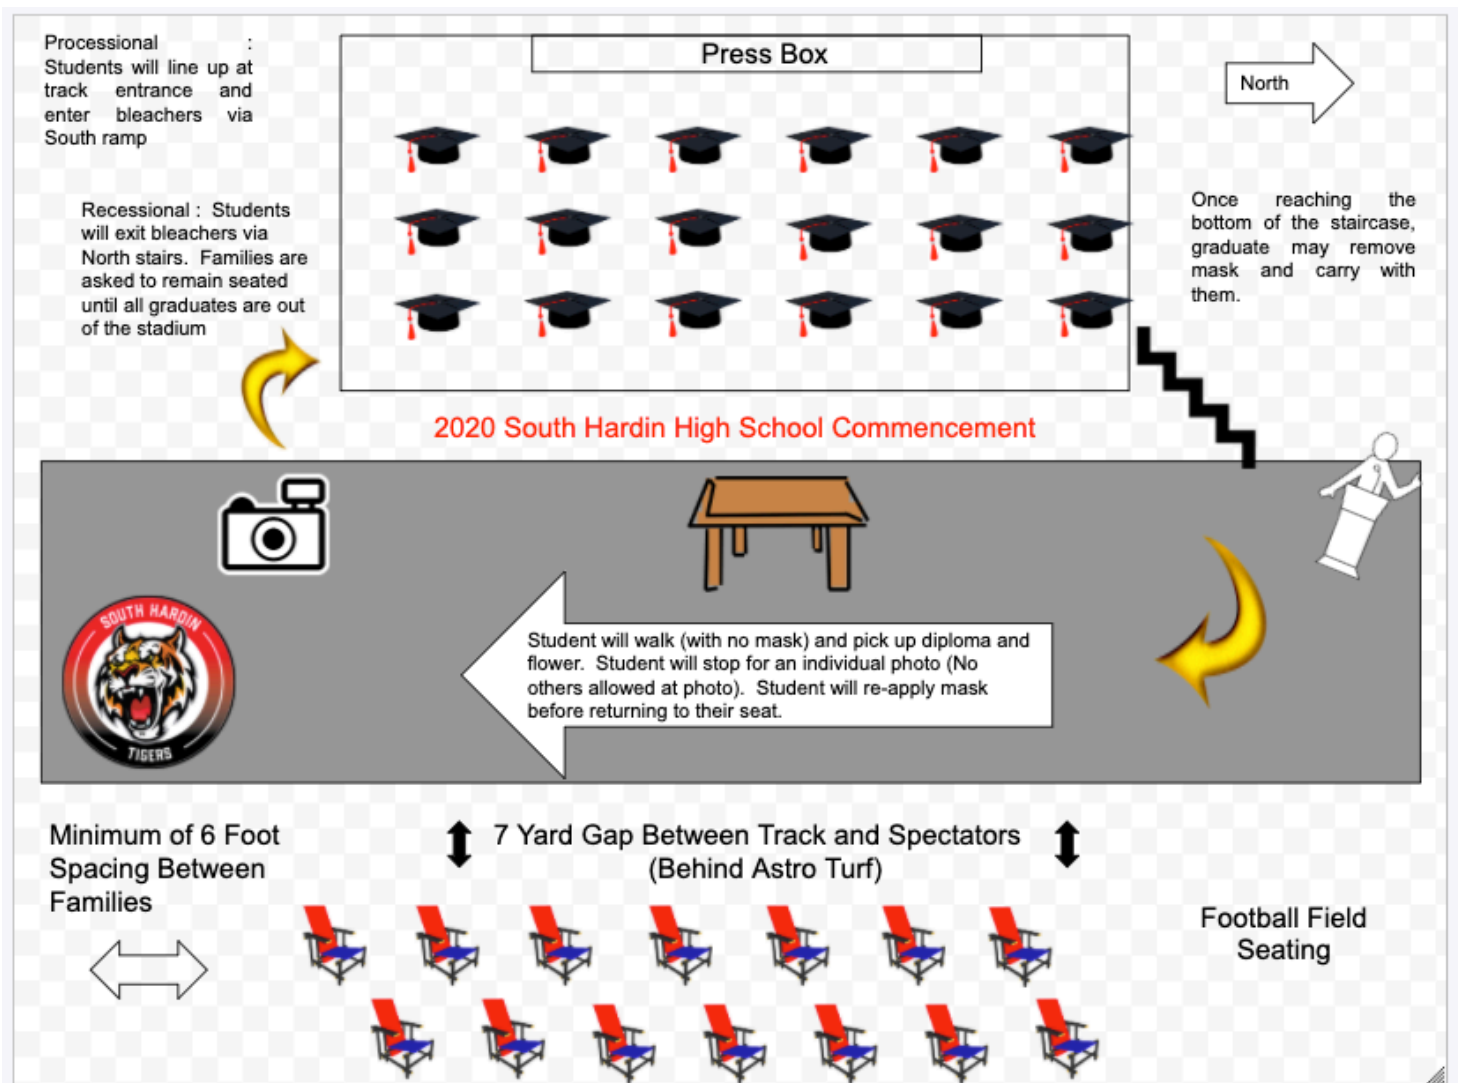 Processional :
Students will line up at
track entrance and
enter bleachers via
South ramp
Press Box
North
Recessional : Students
will exit bleachers via
North stairs. Families are
asked to remain seated
until all graduates are out
of the stadium
Once reaching the
bottom of the staircase,
graduate may remove
mask and carry with
them.
2020 South Hardin High School Commencement
SOUTH HARDIN
TIGERS
Student will walk (with no mask) and pick up diploma and
flower. Student will stop for an individual photo (No
others allowed at photo). Student will re-apply mask
before returning to their seat.
Minimum of 6 Foot
Spacing Between
Families
7 Yard Gap Between Track and Spectators
(Behind Astro Turf)
Football Field
Seating